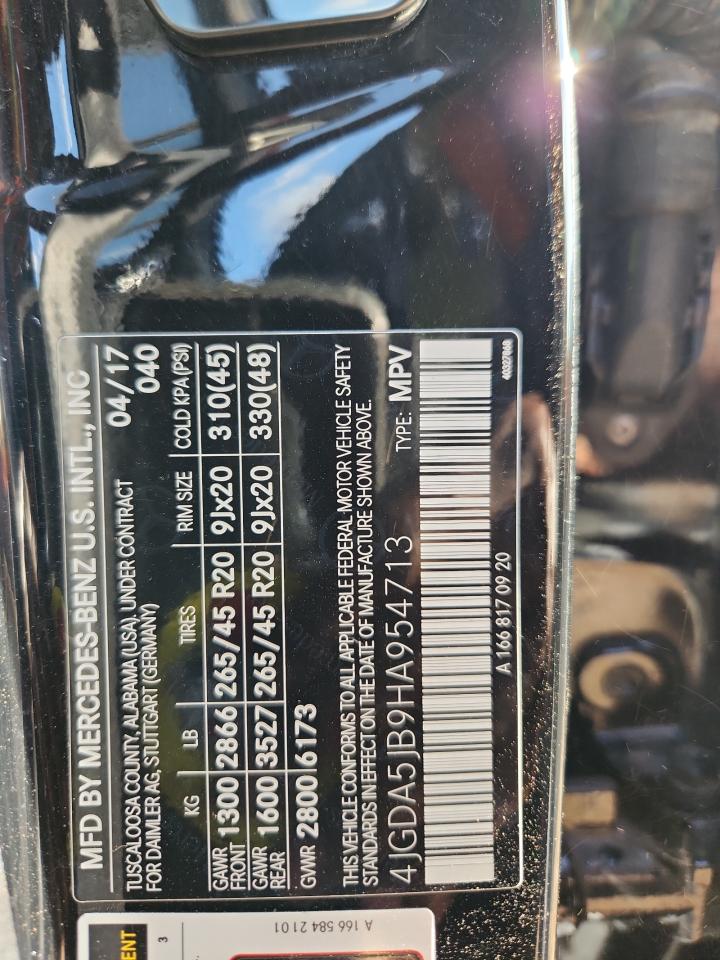 MFD BY MERCEDES-BENZ U.S. INTL., INC
TUSCALOOSA COUNTY, ALABAMA (USA), UNDER CONTRACT 04/17
FOR DAIMLER AG, STUTTGART (GERMANY) 040
KG LB TIRES RIM SIZE COLD KPA (PSI)
GAWR FRONT 1300 2866 265/45 R20 9Jx20 310(45)
GAWR REAR 1600 3527 265/45 R20 9Jx20 330(48)
GVWR 2800 6173
THIS VEHICLE CONFORMS TO ALL APPLICABLE FEDERAL MOTOR VEHICLE SAFETY
STANDARDS IN EFFECT ON THE DATE OF MANUFACTURE SHOWN ABOVE.
4JGDA5JB9HA954713 TYPE: MPV
A 166 817 09 20
40327868
ENT
3
A 166 584 2101